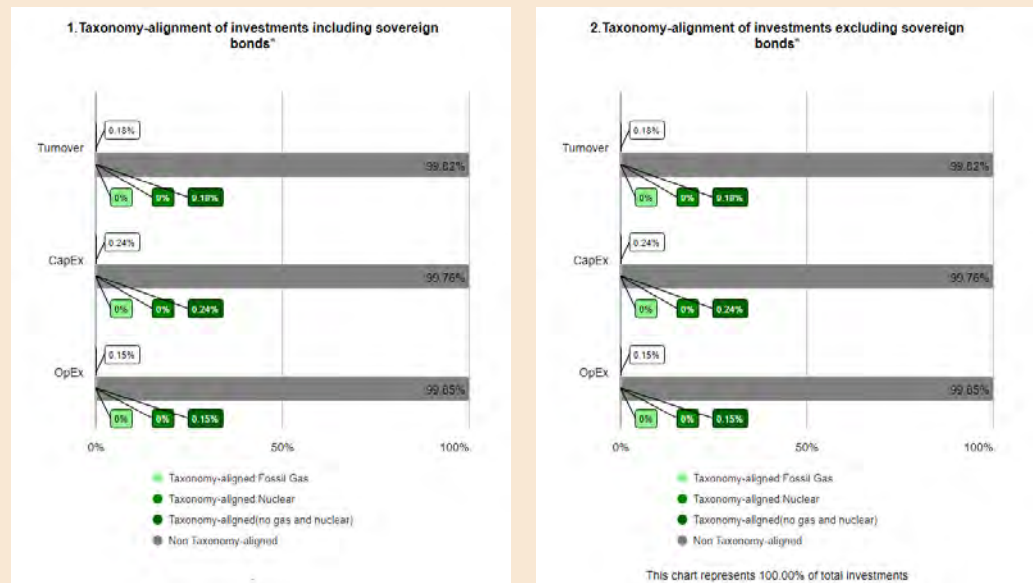 1. Taxonomy-alignment of investments including sovereign
bonds*
0.18%
Turnover
99.82%
0%
0%
0.18%
0.24%
CapEx
99.76%
0%
0%
0.24%
0.15%
OpEx
99.85%
0%
0%
0.15%
0%
50%
100%
Taxonomy-aligned Fossil Gas
Taxonomy-aligned Nuclear
Taxonomy-aligned(no gas and nuclear)
Non Taxonomy-aligned
2. Taxonomy-alignment of investments excluding sovereign
bonds*
0.18%
Turnover
99.82%
0%
0%
0.18%
0.24%
CapEx
99.76%
0%
0%
0.24%
0.15%
OpEx
99.85%
0%
0%
0.15%
0%
50%
100%
Taxonomy-aligned Fossil Gas
Taxonomy-aligned Nuclear
Taxonomy-aligned(no gas and nuclear)
Non Taxonomy-aligned
This chart represents 100.00% of total investments